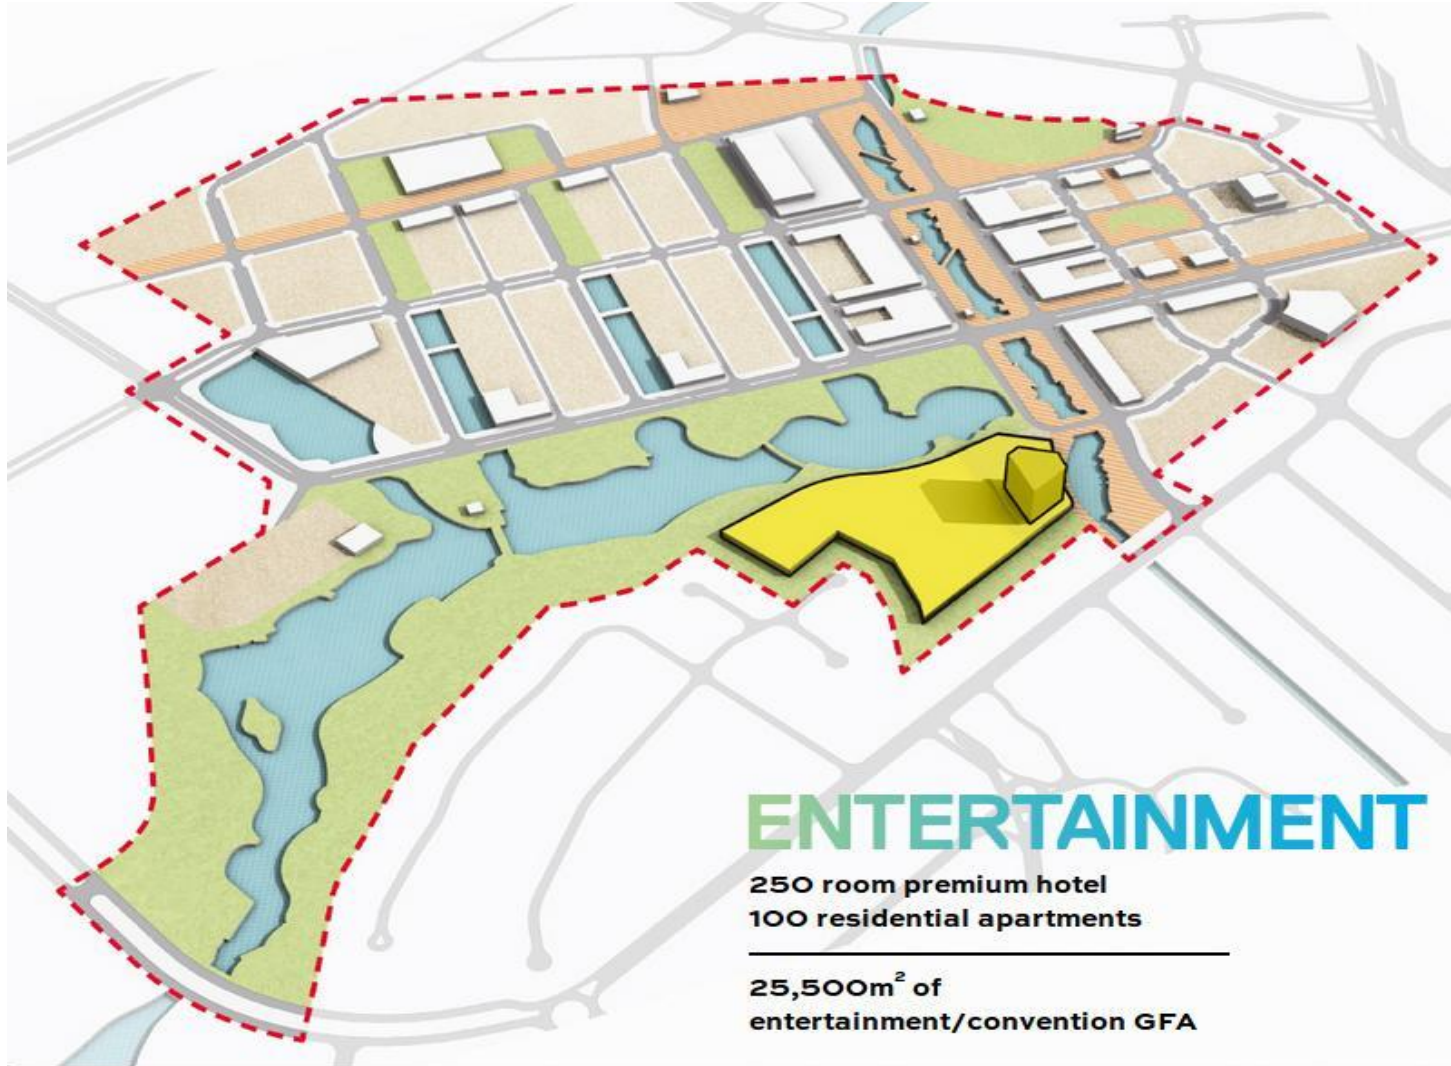 ENTERTAINMENT
250 room premium hotel
100 residential apartments
25,500m² of
entertainment/convention GFA